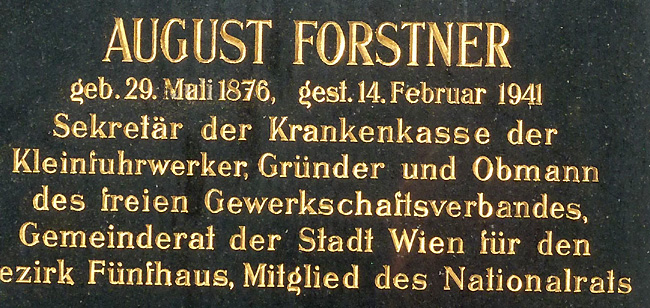 AUGUST FORSTNER
geb. 29. Mali 1876, gest. 14. Februar 1941
Sekretär der Krankenkasse der
Kleinfuhrwerker, Gründer und Obmann
des freien Gewerkschaftsverbandes,
Gemeinderat der Stadt Wien für den
ezirk Fünfhaus, Mitglied des Nationalrats